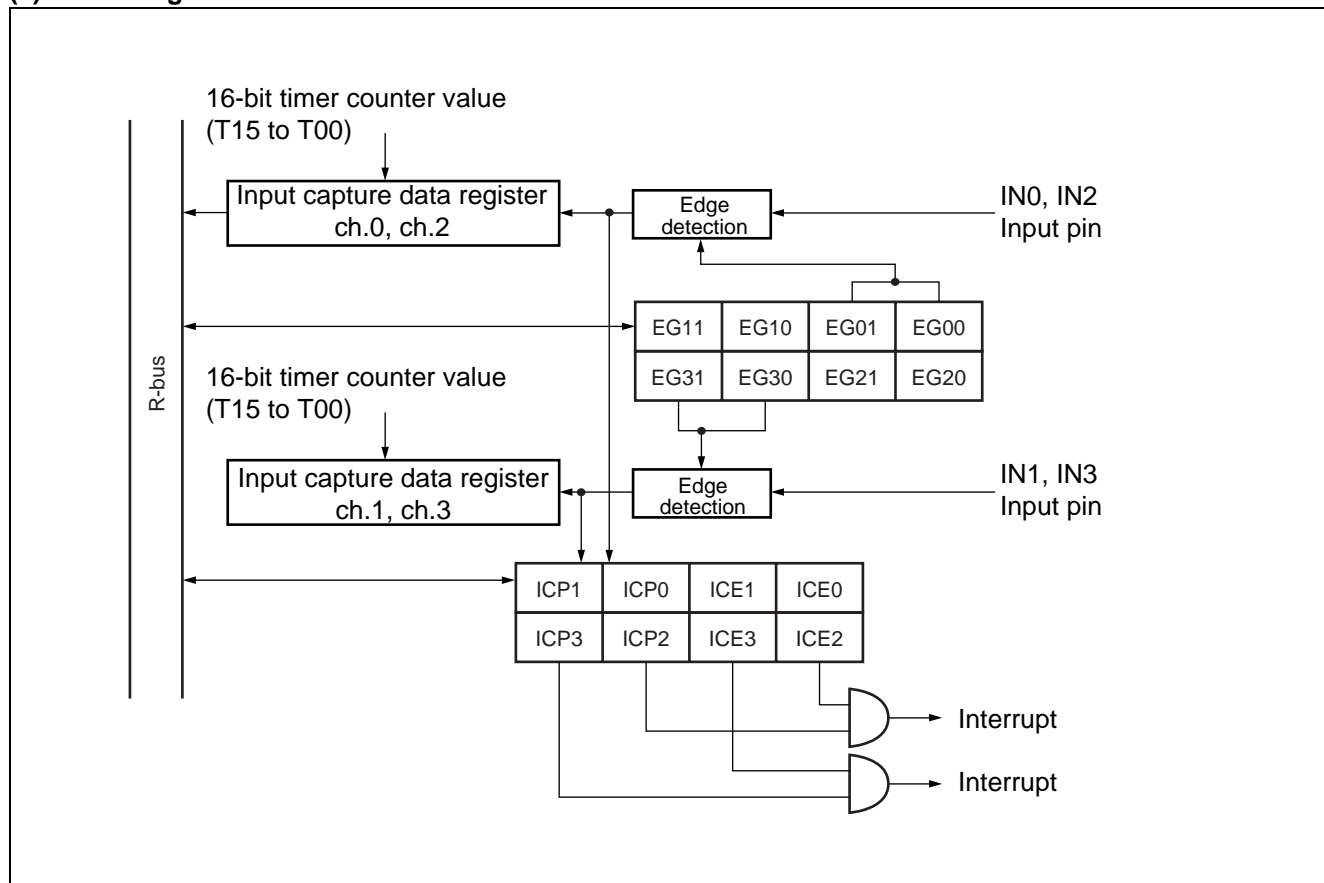 16-bit timer counter value
(T15 to T00)
Input capture data register
ch.0, ch.2
Edge
detection
IN0, IN2
Input pin
EG11 EG10 EG01 EG00
EG31 EG30 EG21 EG20
R-bus
16-bit timer counter value
(T15 to T00)
Input capture data register
ch.1, ch.3
Edge
detection
IN1, IN3
Input pin
ICP1 ICP0 ICE1 ICE0
ICP3 ICP2 ICE3 ICE2
Interrupt
Interrupt